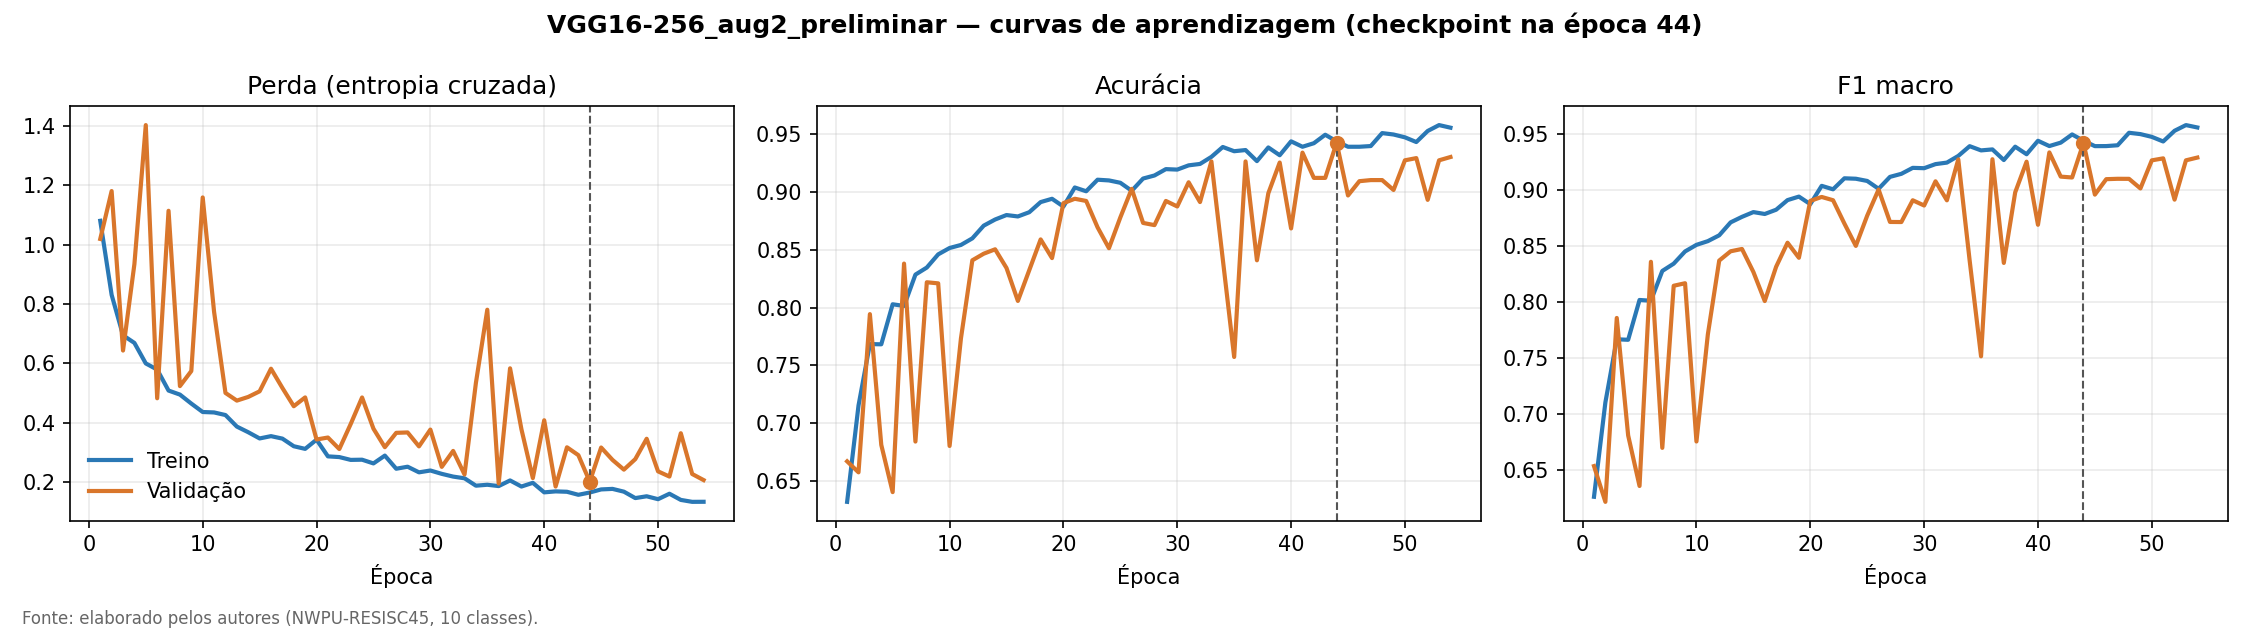 VGG16-256_aug2_preliminar — curvas de aprendizagem (checkpoint na época 44)
Perda (entropia cruzada)
1.4
1.2
1.0
0.8
0.6
0.4
0.2
Treino
Validação
0 10 20 30 40 50
Época
Acurácia
0.95
0.90
0.85
0.80
0.75
0.70
0.65
0 10 20 30 40 50
Época
F1 macro
0.95
0.90
0.85
0.80
0.75
0.70
0.65
0 10 20 30 40 50
Época
Fonte: elaborado pelos autores (NWPU-RESISC45, 10 classes).